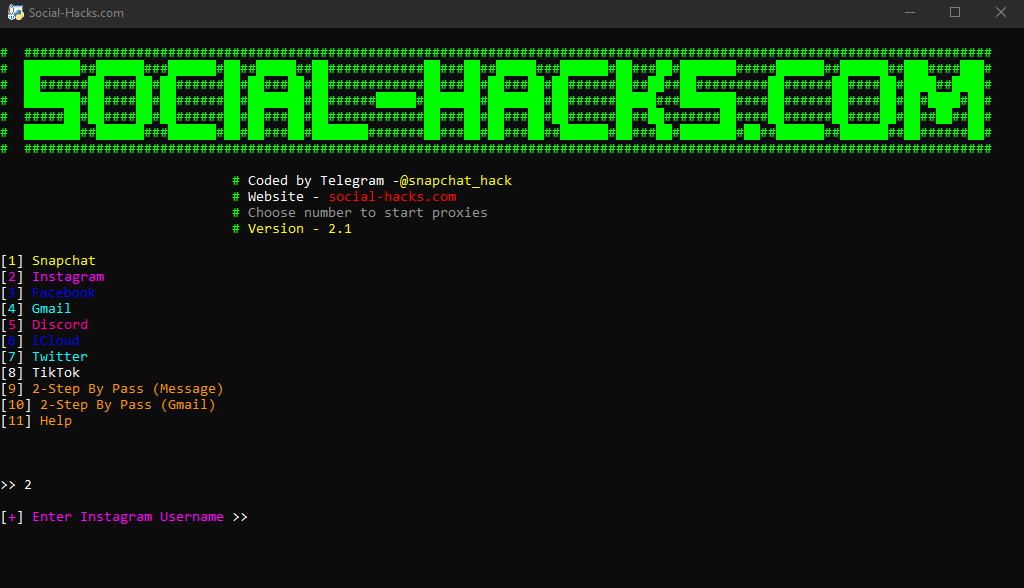 Social-Hacks.com
SOCIAL-HACKS.COM
# Coded by Telegram -@snapchat_hack
# Website - social-hacks.com
# Choose number to start proxies
# Version - 2.1
[1] Snapchat
[2] Instagram
[3] Facebook
[4] Gmail
[5] Discord
[6] iCloud
[7] Twitter
[8] TikTok
[9] 2-Step By Pass (Message)
[10] 2-Step By Pass (Gmail)
[11] Help
>> 2
[+] Enter Instagram Username >>